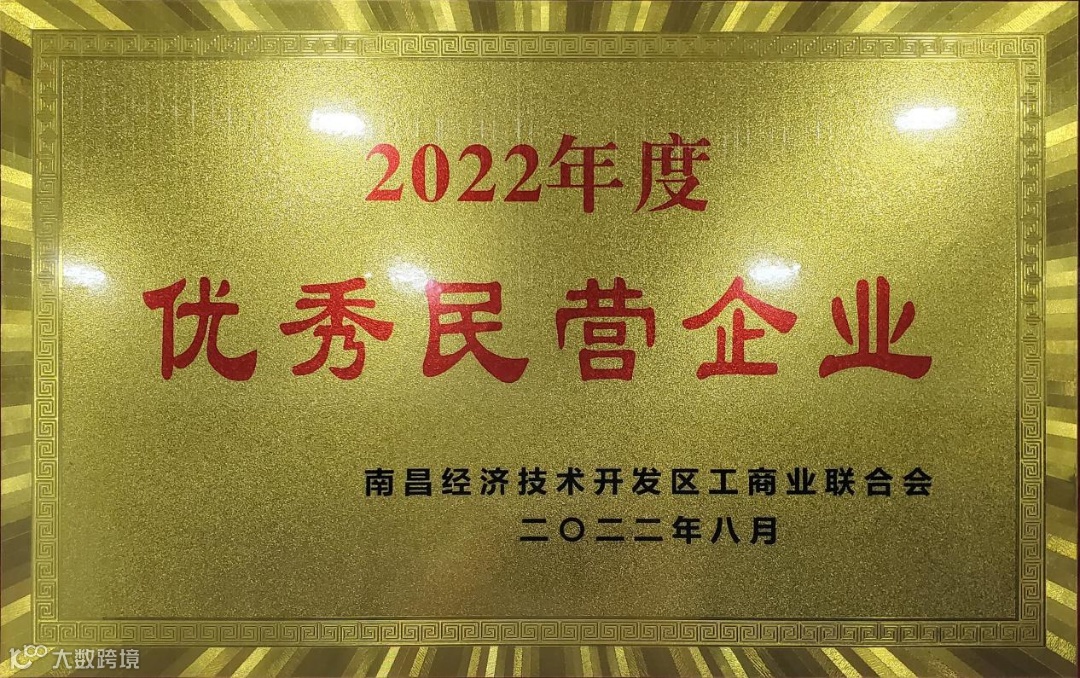 2022年度
优秀民营企业
南昌经济技术开发区工商业联合会
二〇二二年八月
大数跨境